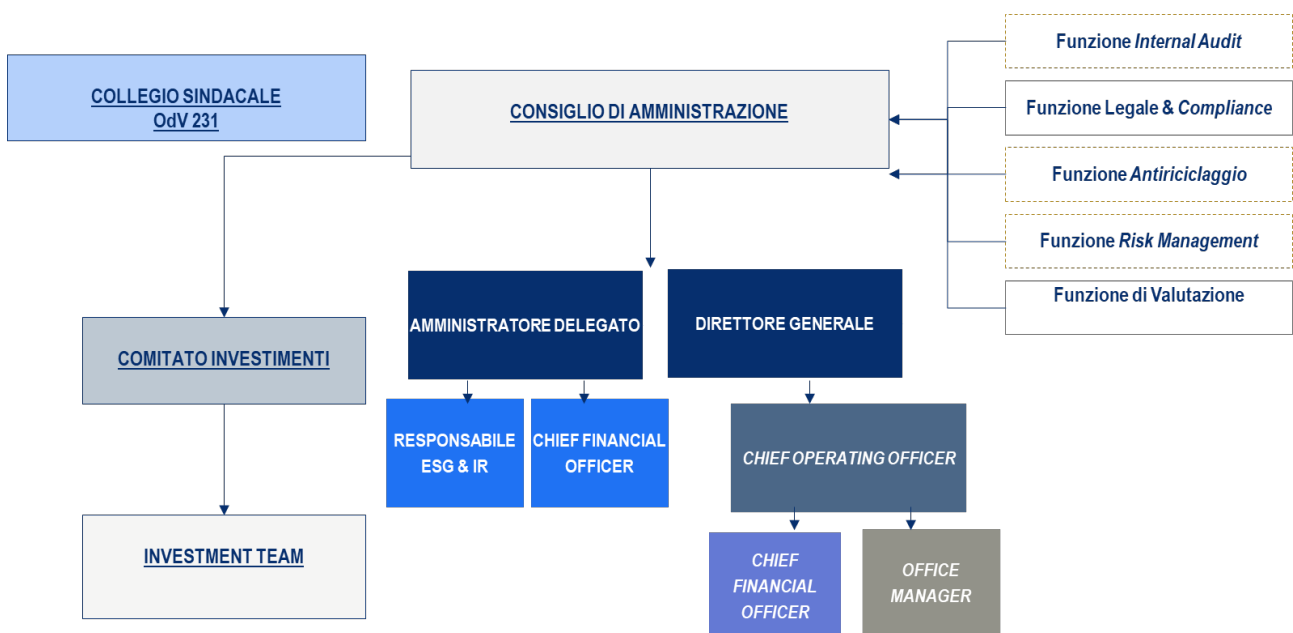 COLLEGIO SINDACALE
OdV 231
CONSIGLIO DI AMMINISTRAZIONE
Funzione Internal Audit
Funzione Legale & Compliance
Funzione Antiriciclaggio
Funzione Risk Management
Funzione di Valutazione
AMMINISTRATORE DELEGATO
DIRETTORE GENERALE
COMITATO INVESTIMENTI
RESPONSABILE
ESG & IR
CHIEF FINANCIAL
OFFICER
CHIEF OPERATING OFFICER
INVESTMENT TEAM
CHIEF
FINANCIAL
OFFICER
OFFICE
MANAGER